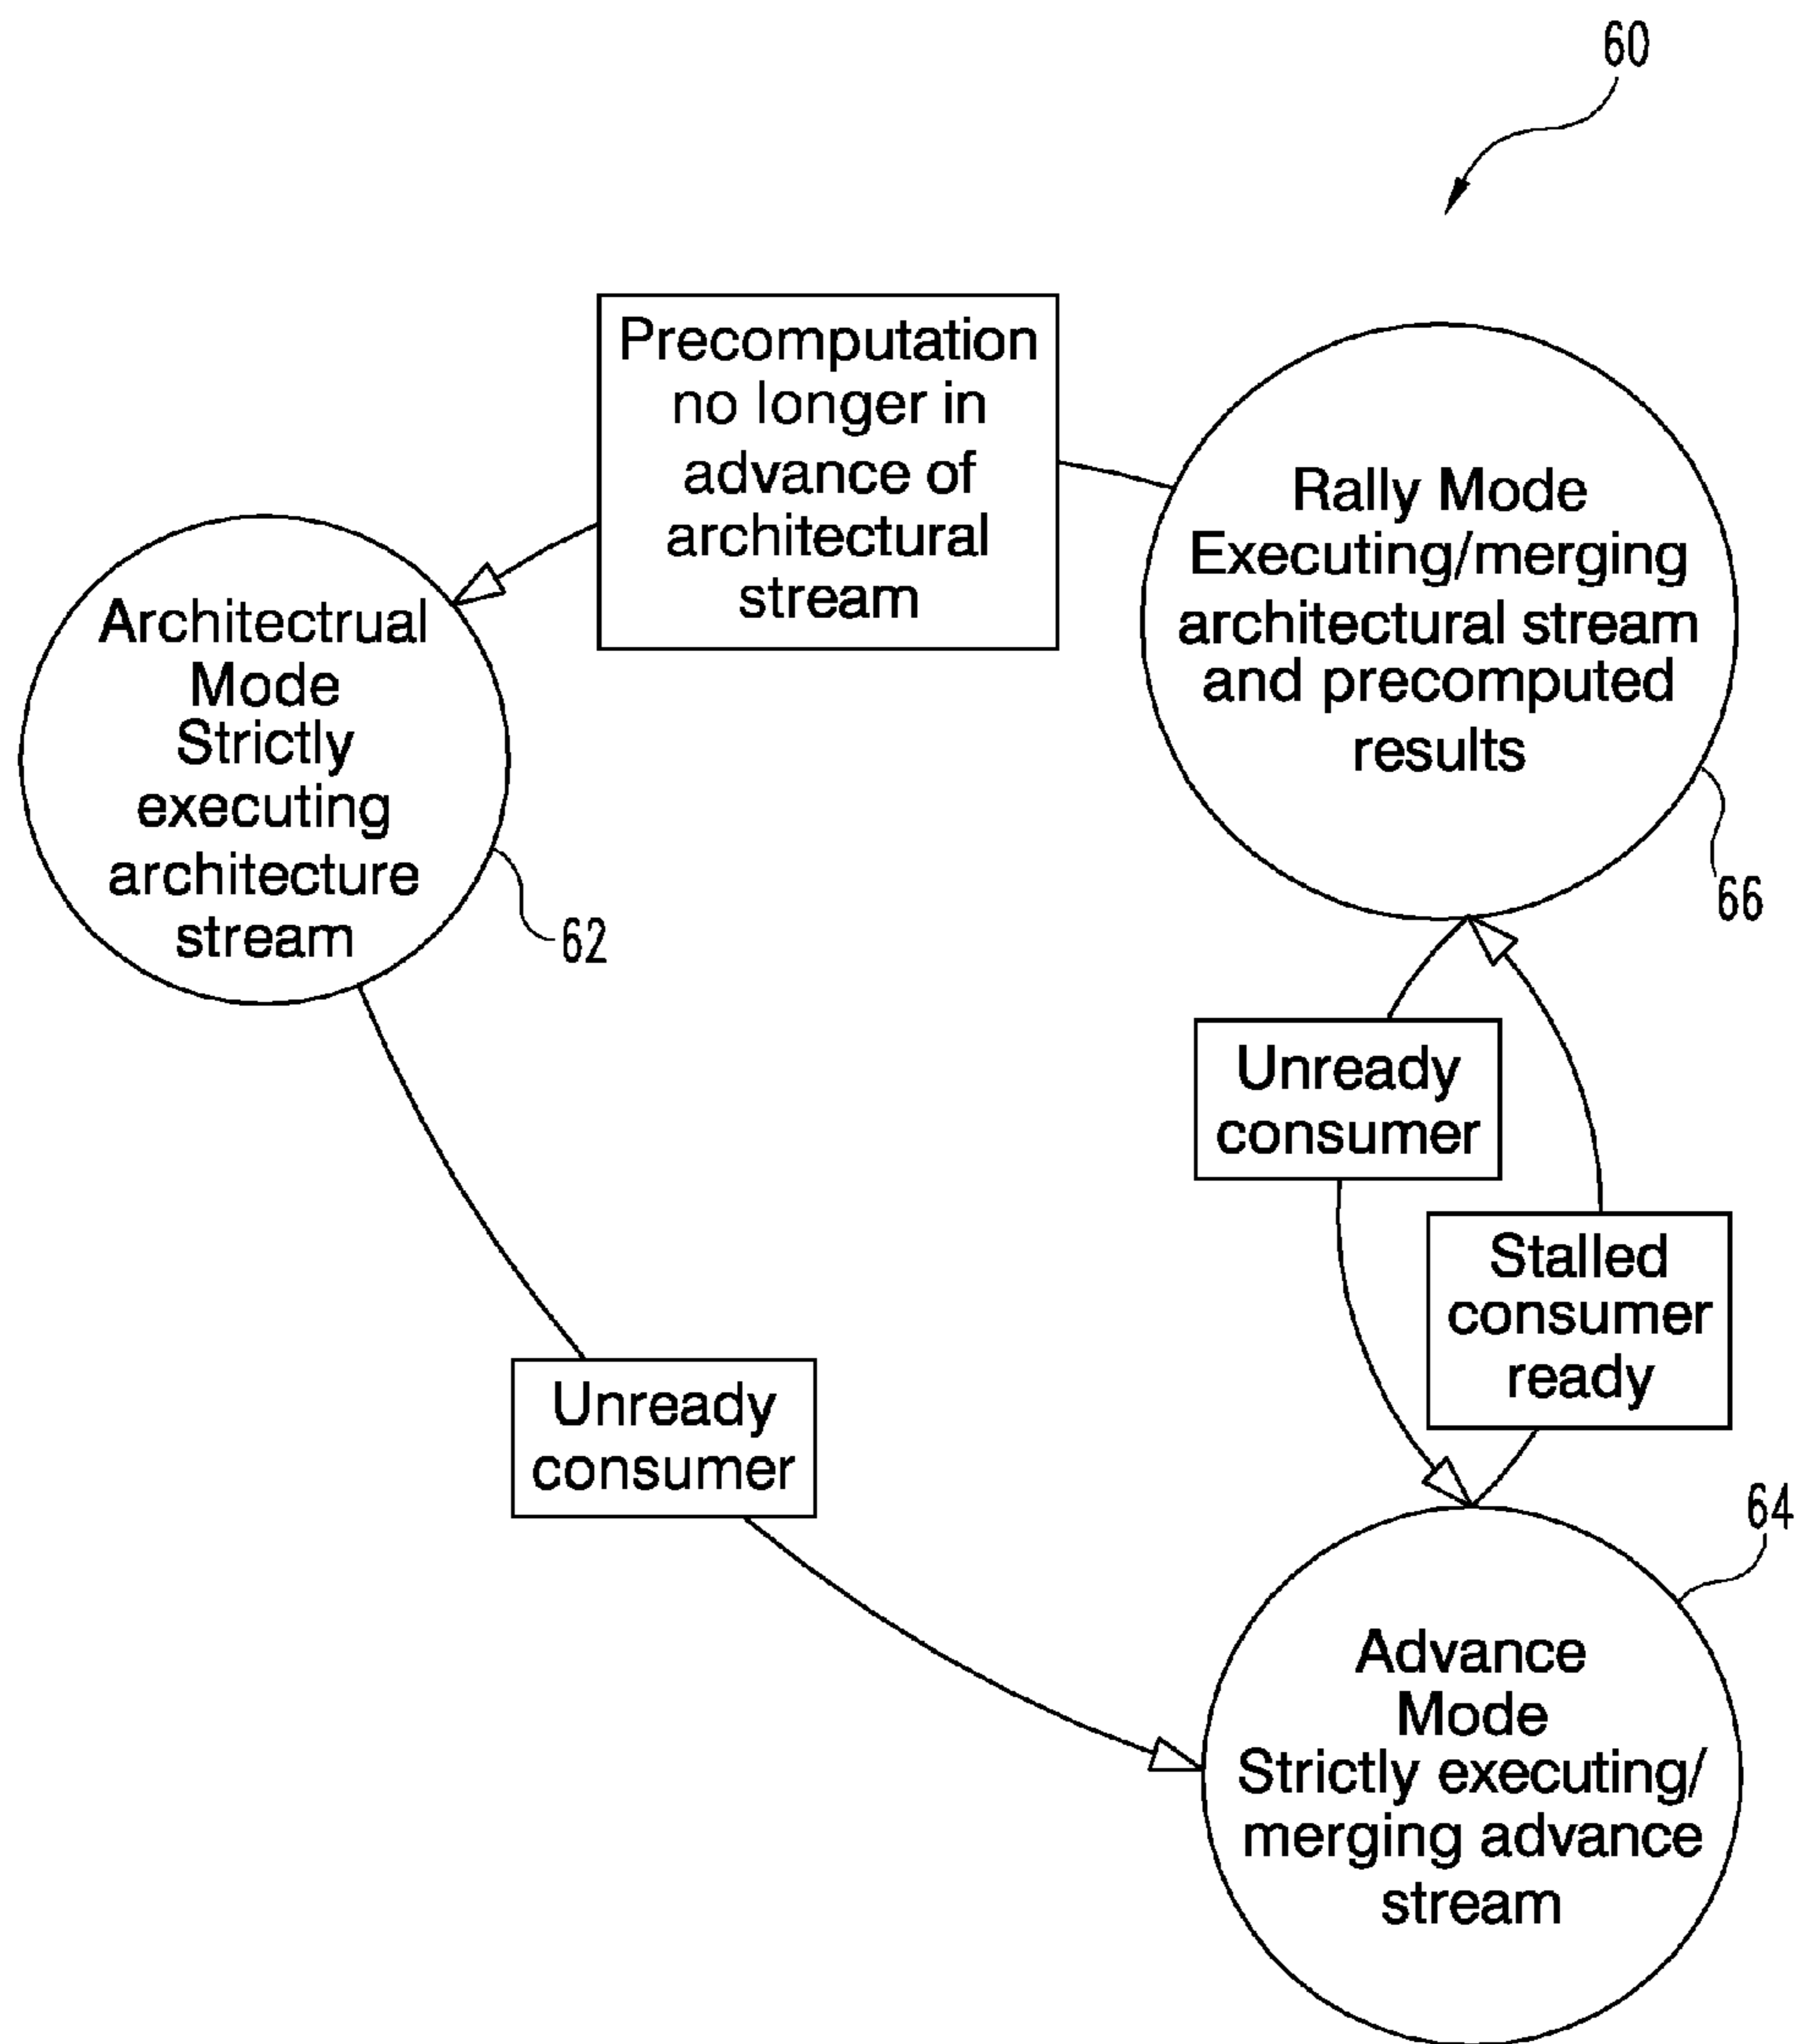 60
Precomputation
no longer in
advance of
architectural
stream
Rally Mode
Executing/merging
architectural stream
and precomputed
results
66
Architectrual
Mode
Strictly
executing
architecture
stream
62
Unready
consumer
Stalled
consumer
ready
Unready
consumer
64
Advance
Mode
Strictly executing/
merging advance
stream